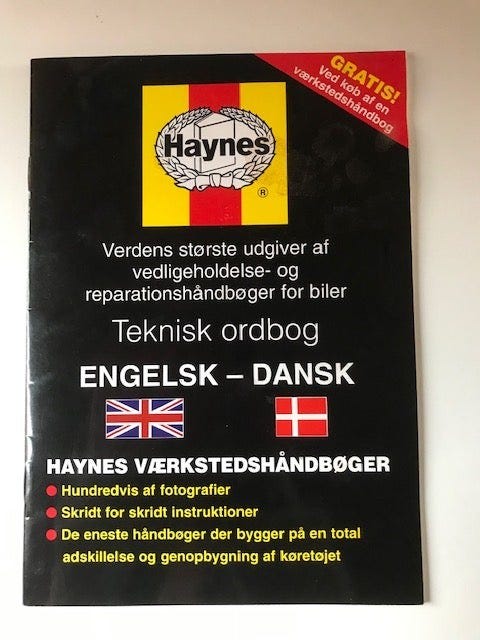 GRATIS!
Ved køb af en
værkstedshåndbog
Haynes
®
Verdens største udgiver af
vedligeholdelse- og
reparationshåndbøger for biler
Teknisk ordbog
ENGELSK – DANSK
HAYNES VÆRKSTEDSHÅNDBØGER
● Hundredvis af fotografier
● Skridt for skridt instruktioner
● De eneste håndbøger der bygger på en total
adskillelse og genopbygning af køretøjet